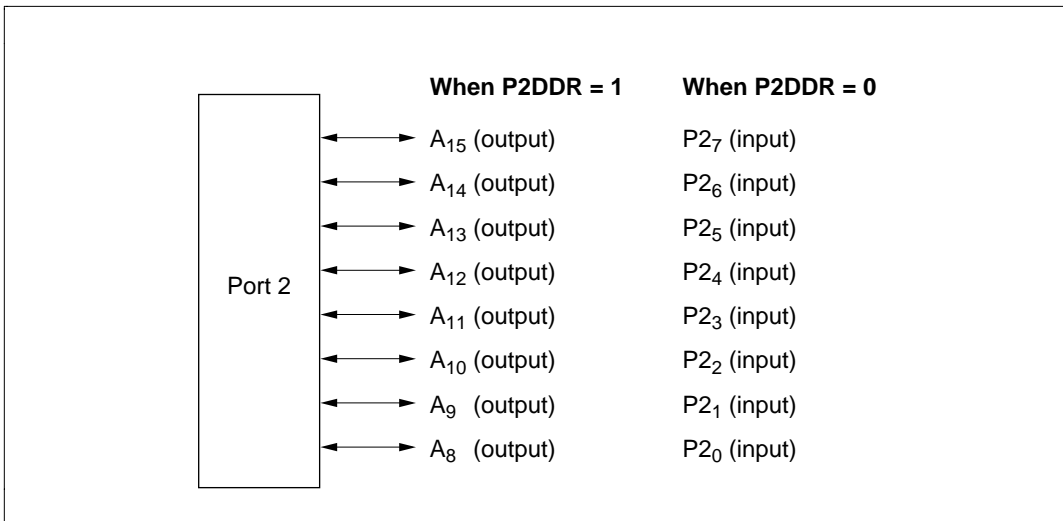 When P2DDR = 1 When P2DDR = 0
A15 (output) P27 (input)
A14 (output) P26 (input)
A13 (output) P25 (input)
A12 (output) P24 (input)
Port 2
A11 (output) P23 (input)
A10 (output) P22 (input)
A9 (output) P21 (input)
A8 (output) P20 (input)